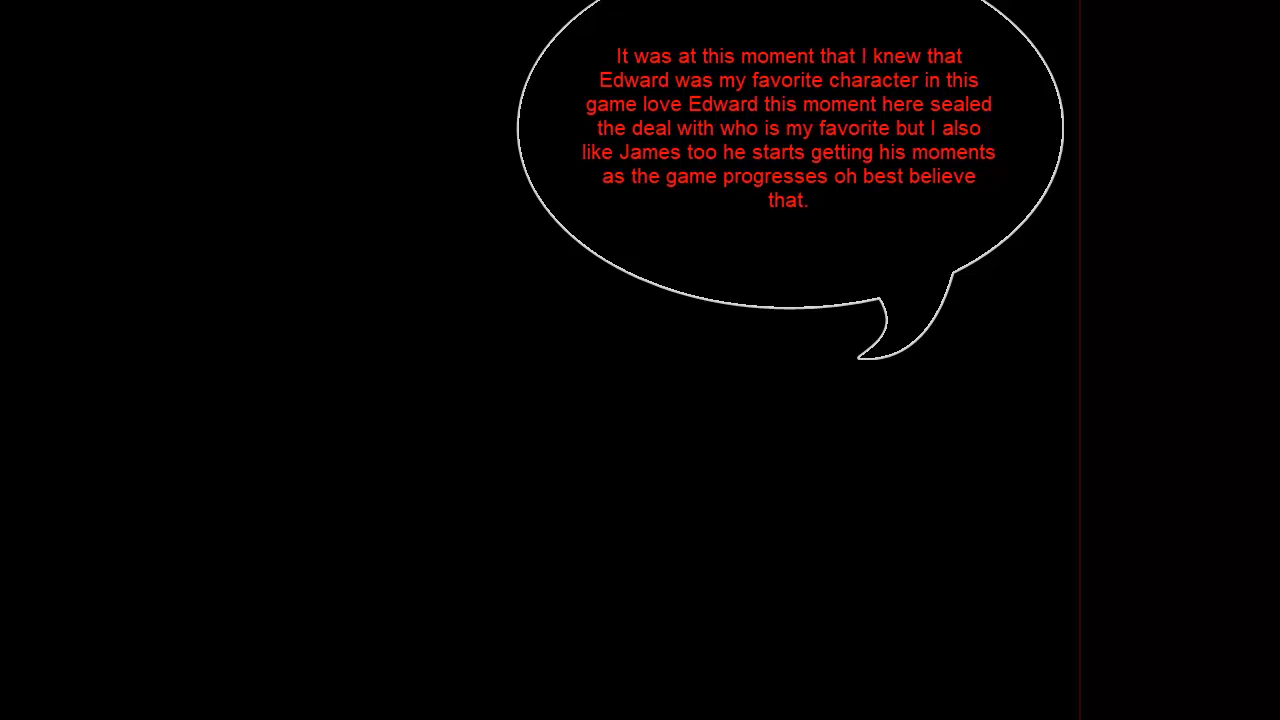 It was at this moment that I knew that
Edward was my favorite character in this
game love Edward this moment here sealed
the deal with who is my favorite but I also
like James too he starts getting his moments
as the game progresses oh best believe
that.